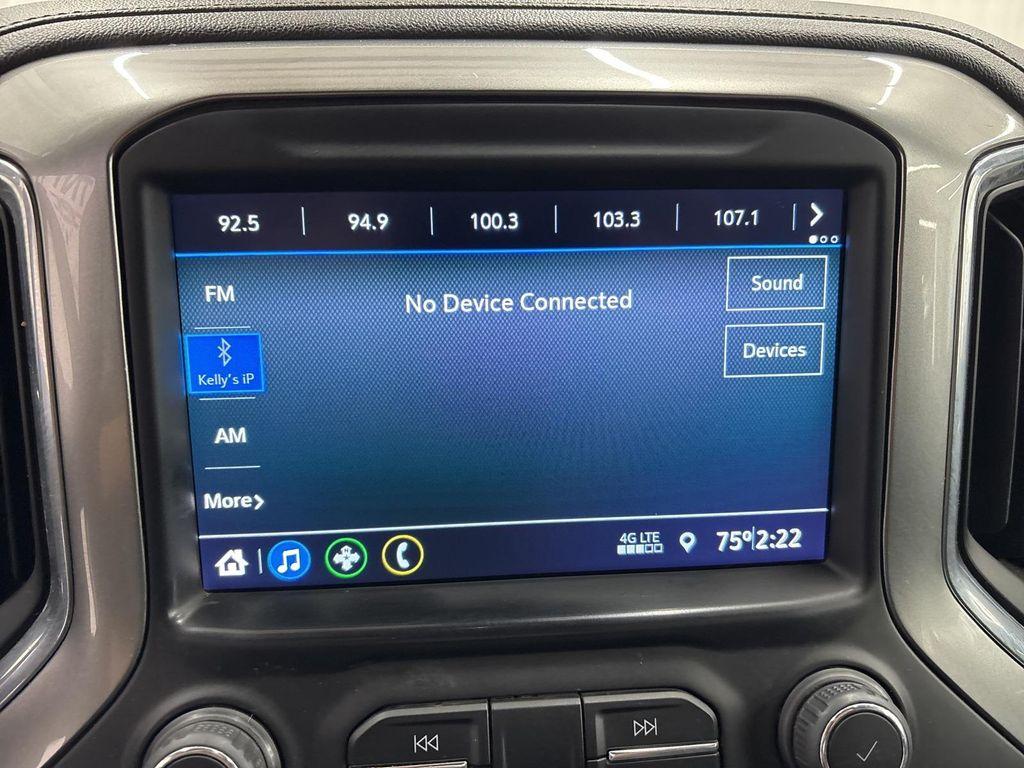 92.5 94.9 100.3 103.3 107.1
FM
No Device Connected
Sound
Kelly's iP
Devices
AM
More
4G LTE
75° 2:22